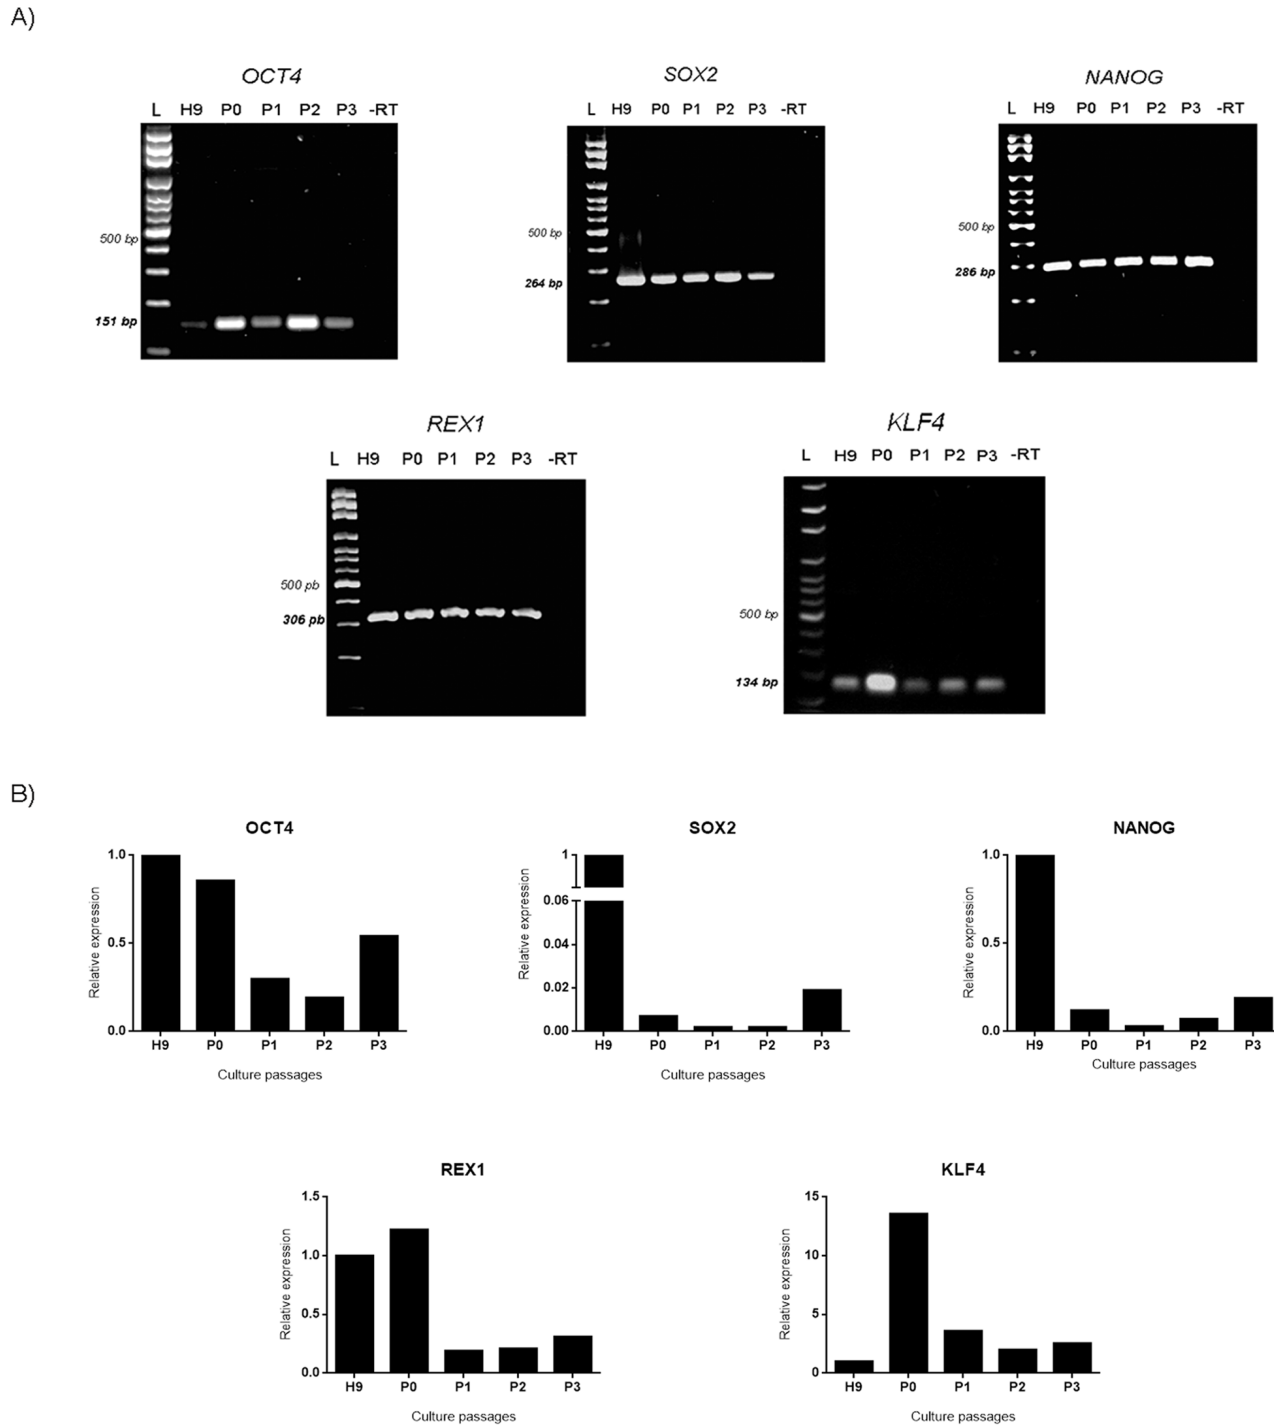 A)
OCT4
L H9 P0 P1 P2 P3 -RT
500 bp
151 bp
SOX2
L H9 P0 P1 P2 P3 -RT
500 bp
264 bp
NANOG
L H9 P0 P1 P2 P3 -RT
500 bp
286 bp
REX1
L H9 P0 P1 P2 P3 -RT
500 pb
306 pb
KLF4
L H9 P0 P1 P2 P3 -RT
500 bp
134 bp
B)
OCT4
Relative expression
1.0
0.5
0.0
H9 P0 P1 P2 P3
Culture passages
SOX2
Relative expression
1
0.06
0.04
0.02
0.00
H9 P0 P1 P2 P3
Culture passages
NANOG
Relative expression
1.0
0.5
0.0
H9 P0 P1 P2 P3
Culture passages
REX1
Relative expression
1.5
1.0
0.5
0.0
H9 P0 P1 P2 P3
Culture passages
KLF4
Relative expression
15
10
5
0
H9 P0 P1 P2 P3
Culture passages